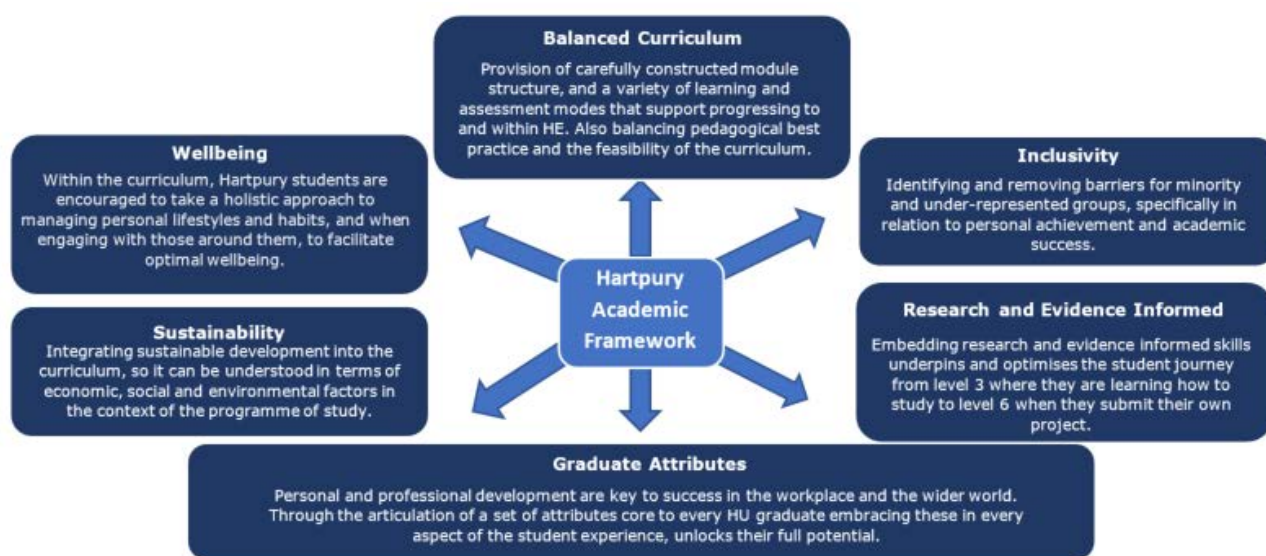 Balanced Curriculum
Provision of carefully constructed module
structure, and a variety of learning and
assessment modes that support progressing to
and within HE. Also balancing pedagogical best
practice and the feasibility of the curriculum.
Wellbeing
Within the curriculum, Hartpury students are
encouraged to take a holistic approach to
managing personal lifestyles and habits, and when
engaging with those around them, to facilitate
optimal wellbeing.
Inclusivity
Identifying and removing barriers for minority
and under-represented groups, specifically in
relation to personal achievement and academic
success.
Hartpury
Academic
Framework
Sustainability
Integrating sustainable development into the
curriculum, so it can be understood in terms of
economic, social and environmental factors in
the context of the programme of study.
Research and Evidence Informed
Embedding research and evidence informed skills
underpins and optimises the student journey
from level 3 where they are learning how to
study to level 6 when they submit their own
project.
Graduate Attributes
Personal and professional development are key to success in the workplace and the wider world.
Through the articulation of a set of attributes core to every HU graduate embracing these in every
aspect of the student experience, unlocks their full potential.